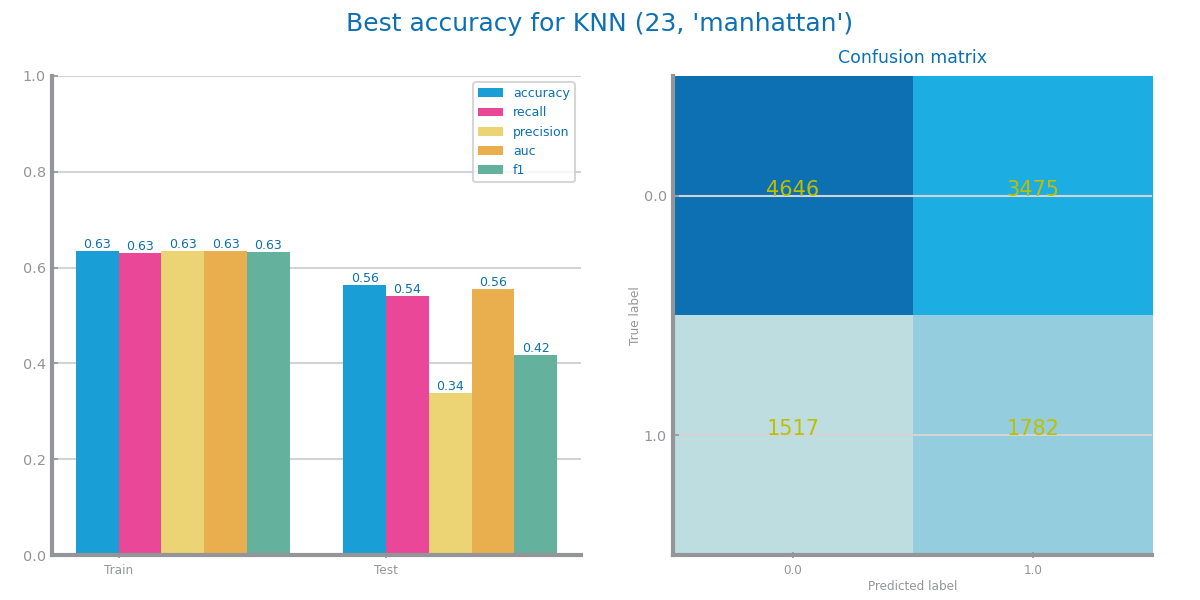 Best accuracy for KNN (23, 'manhattan')
1.0
0.8
0.6
0.4
0.2
0.0
accuracy
recall
precision
auc
f1
0.63 0.63 0.63 0.63 0.63
0.56 0.54 0.34 0.56 0.42
Train Test
Confusion matrix
True label
0.0
4646 3475
1.0
1517 1782
0.0 1.0
Predicted label